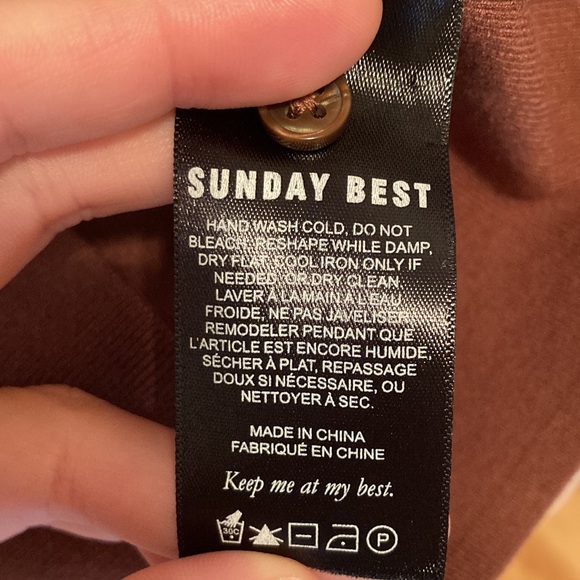 SUNDAY BEST
HAND WASH COLD, DO NOT
BLEACH, RESHAPE WHILE DAMP,
DRY FLAT, COOL IRON ONLY IF
NEEDED, OR DRY CLEAN.
LAVER À LA MAIN À L'EAU
FROIDE, NE PAS JAVELISER,
REMODELER PENDANT QUE
L'ARTICLE EST ENCORE HUMIDE,
SÉCHER À PLAT, REPASSAGE
DOUX SI NÉCESSAIRE, OU
NETTOYER À SEC.
MADE IN CHINA
FABRIQUÉ EN CHINE
Keep me at my best.
30C P